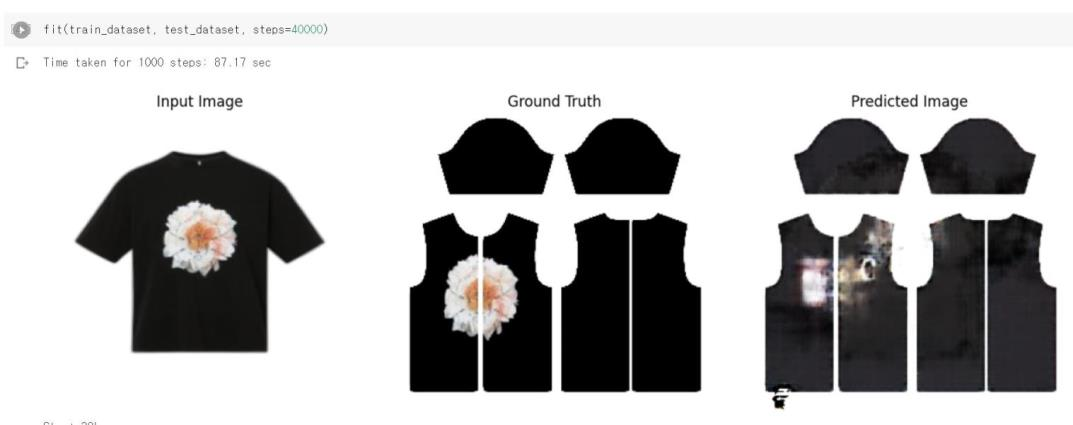 fit(train_dataset, test_dataset, steps=40000)
Time taken for 1000 steps: 87.17 sec
Input Image
Ground Truth
Predicted Image